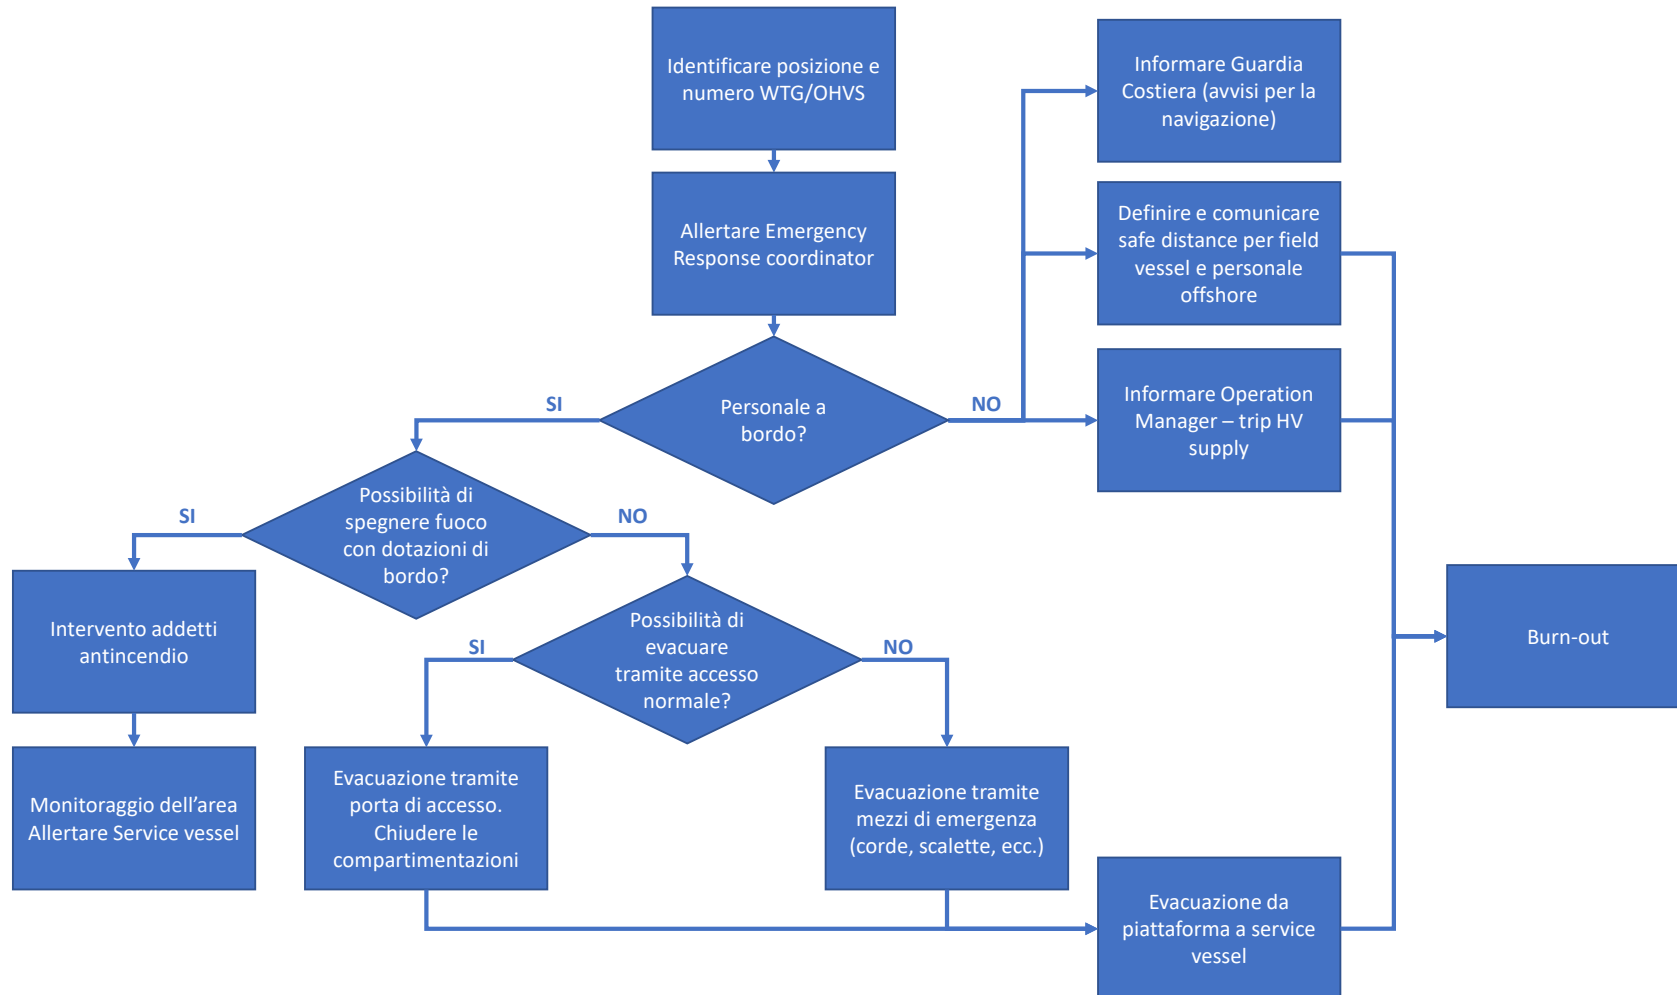 Identificare posizione e
numero WTG/OHVS
Informare Guardia
Costiera (avvisi per la
navigazione)
Allertare Emergency
Response coordinator
Definire e comunicare
safe distance per field
vessel e personale
offshore
SI
Personale a
bordo?
NO
Informare Operation
Manager – trip HV
supply
SI
Possibilità di
spegnere fuoco
con dotazioni di
bordo?
NO
Intervento addetti
antincendio
SI
Possibilità di
evacuare
tramite accesso
normale?
NO
Burn-out
Monitoraggio dell’area
Allertare Service vessel
Evacuazione tramite
porta di accesso.
Chiudere le
compartimentazioni
Evacuazione tramite
mezzi di emergenza
(corde, scalette, ecc.)
Evacuazione da
piattaforma a service
vessel